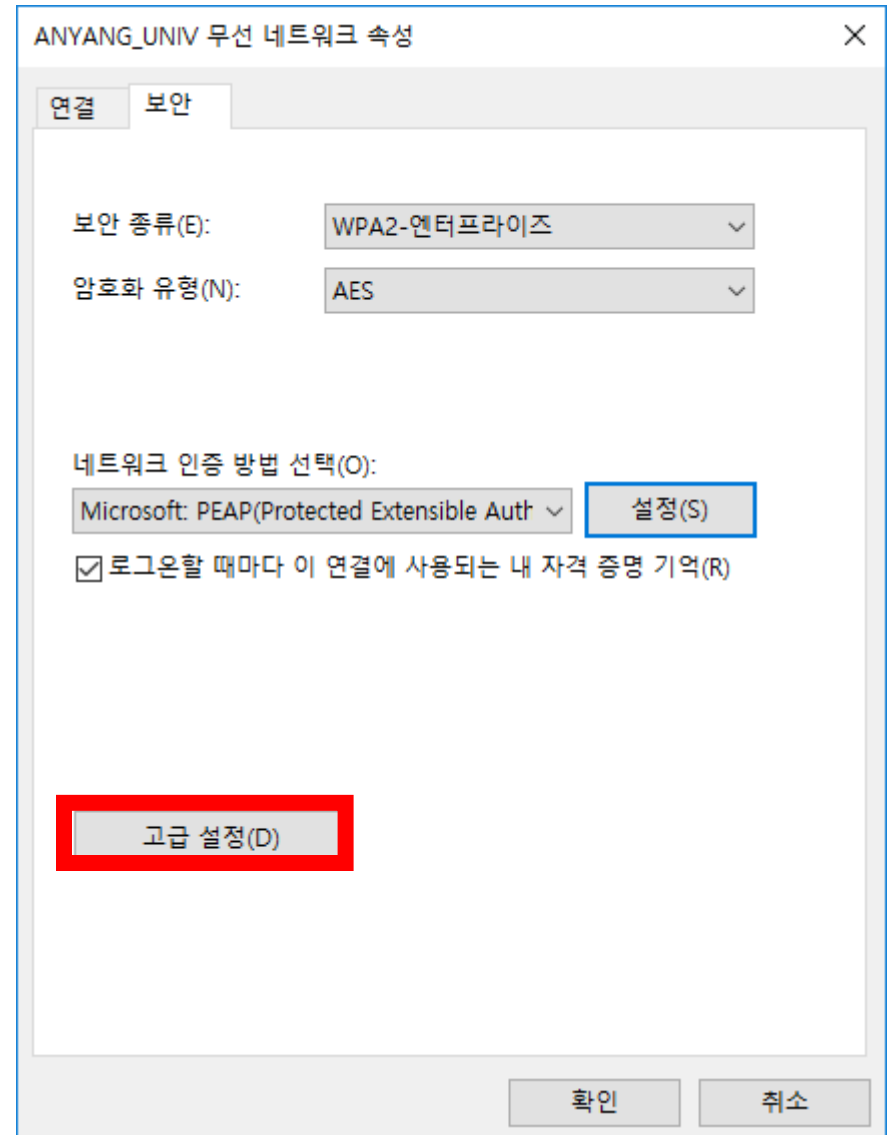 ANYANG_UNIV 무선 네트워크 속성
연결 보안
보안 종류(E): WPA2-엔터프라이즈
암호화 유형(N): AES
네트워크 인증 방법 선택(O):
Microsoft: PEAP(Protected Extensible Auth 설정(S)
로그온할 때마다 이 연결에 사용되는 내 자격 증명 기억(R)
고급 설정(D)
확인 취소